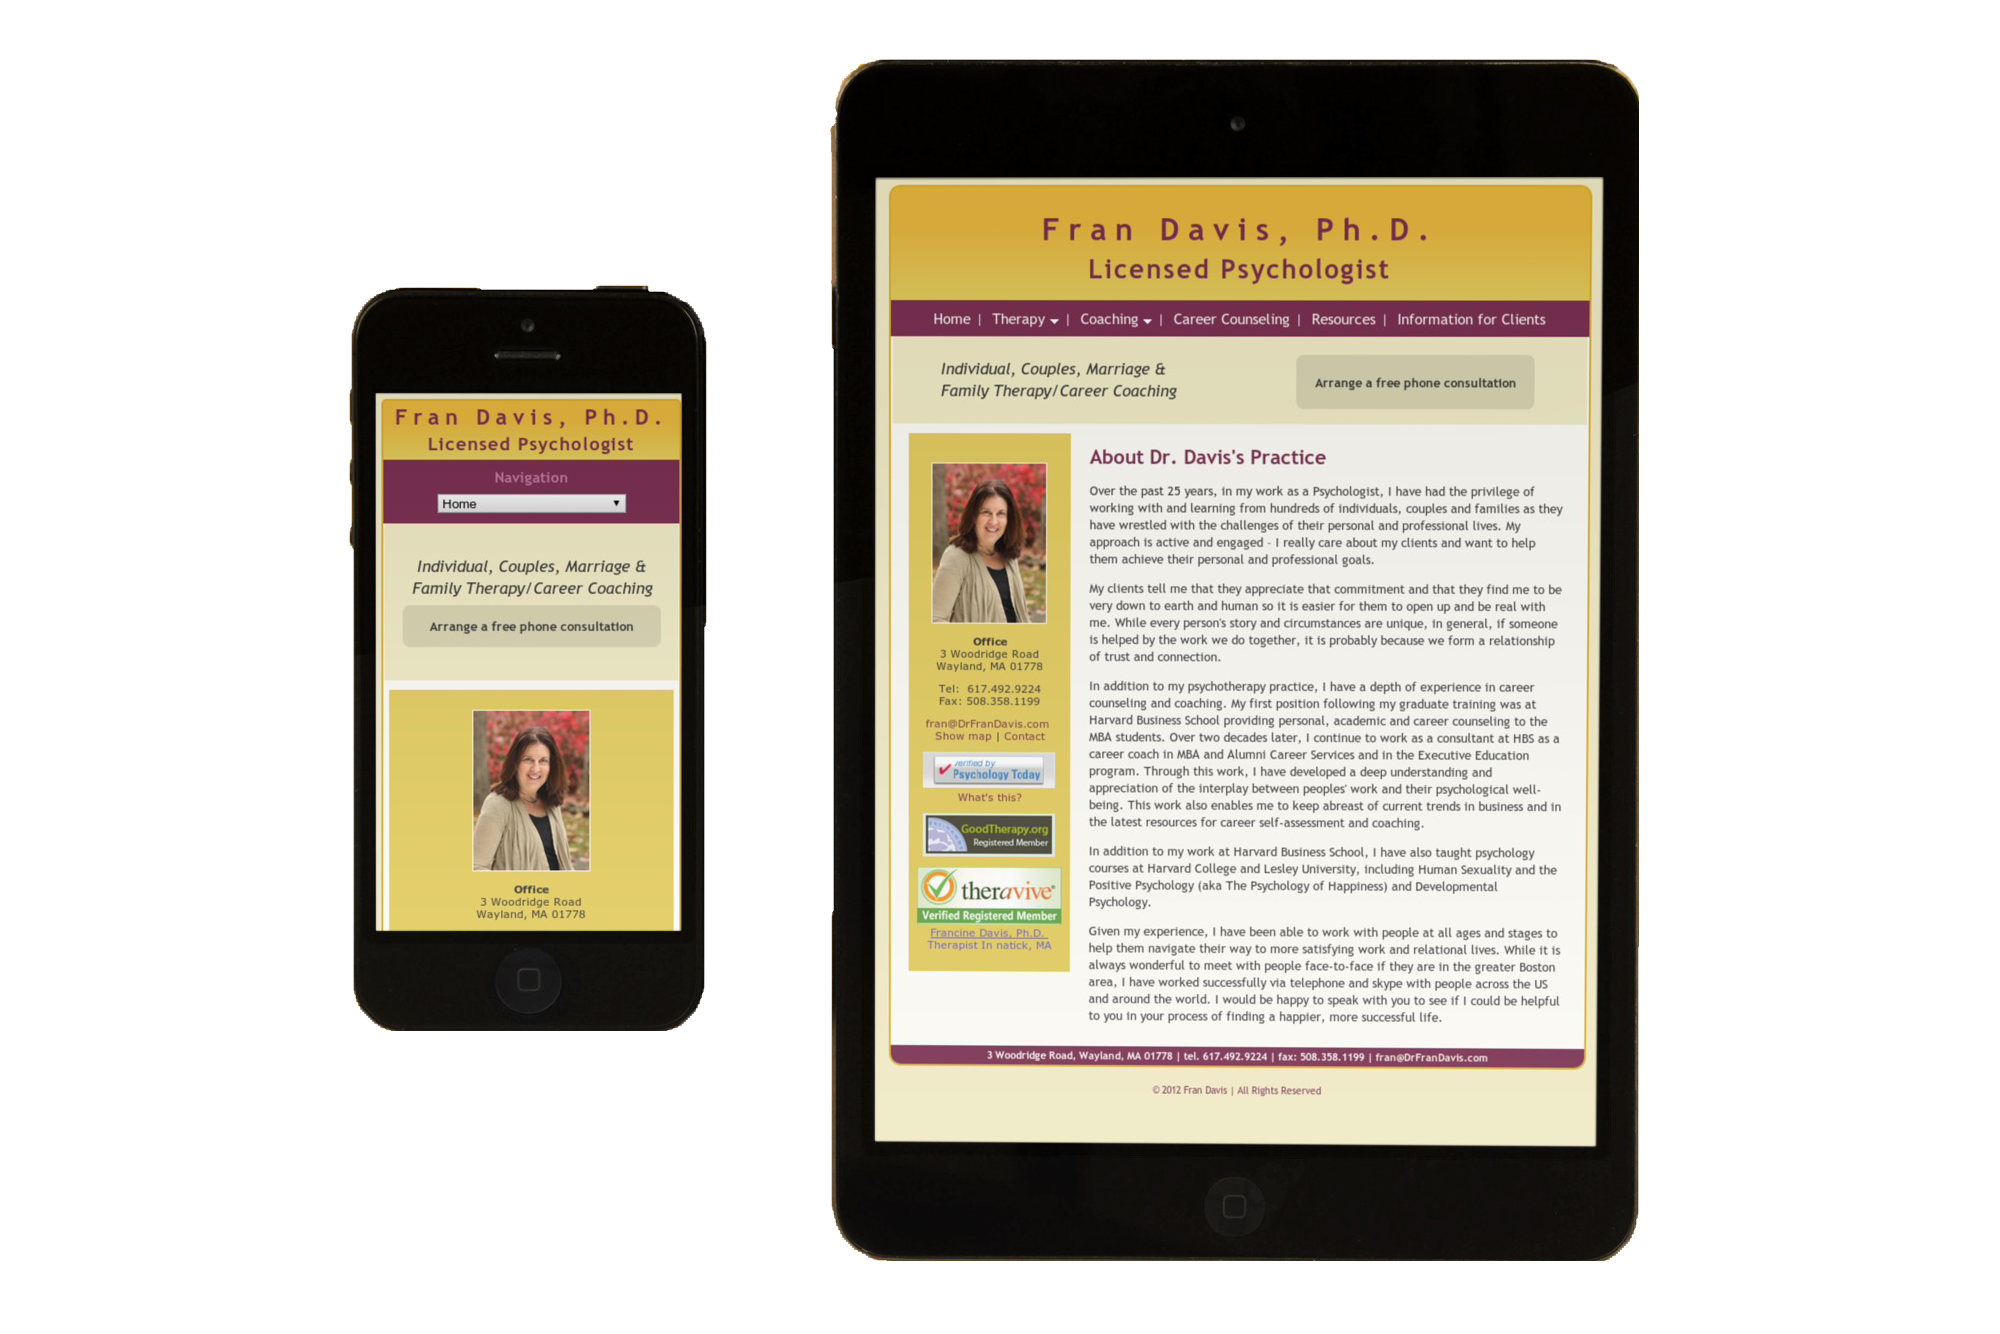 Fran Davis, Ph.D.
Licensed Psychologist
Navigation
Home
Individual, Couples, Marriage &
Family Therapy/Career Coaching
Arrange a free phone consultation
Office
3 Woodridge Road
Wayland, MA 01778
Fran Davis, Ph.D.
Licensed Psychologist
Home | Therapy | Coaching | Career Counseling | Resources | Information for Clients
Individual, Couples, Marriage &
Family Therapy/Career Coaching
Arrange a free phone consultation
Office
3 Woodridge Road
Wayland, MA 01778
Tel: 617.492.9224
Fax: 508.358.1199
fran@DrFranDavis.com
Show map | Contact
verified by
Psychology Today
What's this?
GoodTherapy.org
Registered Member
theravive®
Verified Registered Member
Francine Davis, Ph.D.
Therapist In natick, MA
About Dr. Davis's Practice
Over the past 25 years, in my work as a Psychologist, I have had the privilege of
working with and learning from hundreds of individuals, couples and families as they
have wrestled with the challenges of their personal and professional lives. My
approach is active and engaged - I really care about my clients and want to help
them achieve their personal and professional goals.
My clients tell me that they appreciate that commitment and that they find me to be
very down to earth and human so it is easier for them to open up and be real with
me. While every person's story and circumstances are unique, in general, if someone
is helped by the work we do together, it is probably because we form a relationship
of trust and connection.
In addition to my psychotherapy practice, I have a depth of experience in career
counseling and coaching. My first position following my graduate training was at
Harvard Business School providing personal, academic and career counseling to the
MBA students. Over two decades later, I continue to work as a consultant at HBS as a
career coach in MBA and Alumni Career Services and in the Executive Education
program. Through this work, I have developed a deep understanding and
appreciation of the interplay between peoples' work and their psychological well-
being. This work also enables me to keep abreast of current trends in business and in
the latest resources for career self-assessment and coaching.
In addition to my work at Harvard Business School, I have also taught psychology
courses at Harvard College and Lesley University, including Human Sexuality and the
Positive Psychology (aka The Psychology of Happiness) and Developmental
Psychology.
Given my experience, I have been able to work with people at all ages and stages to
help them navigate their way to more satisfying work and relational lives. While it is
always wonderful to meet with people face-to-face if they are in the greater Boston
area, I have worked successfully via telephone and skype with people across the US
and around the world. I would be happy to speak with you to see if I could be helpful
to you in your process of finding a happier, more successful life.
3 Woodridge Road, Wayland, MA 01778 | tel. 617.492.9224 | fax: 508.358.1199 | fran@DrFranDavis.com
© 2012 Fran Davis | All Rights Reserved